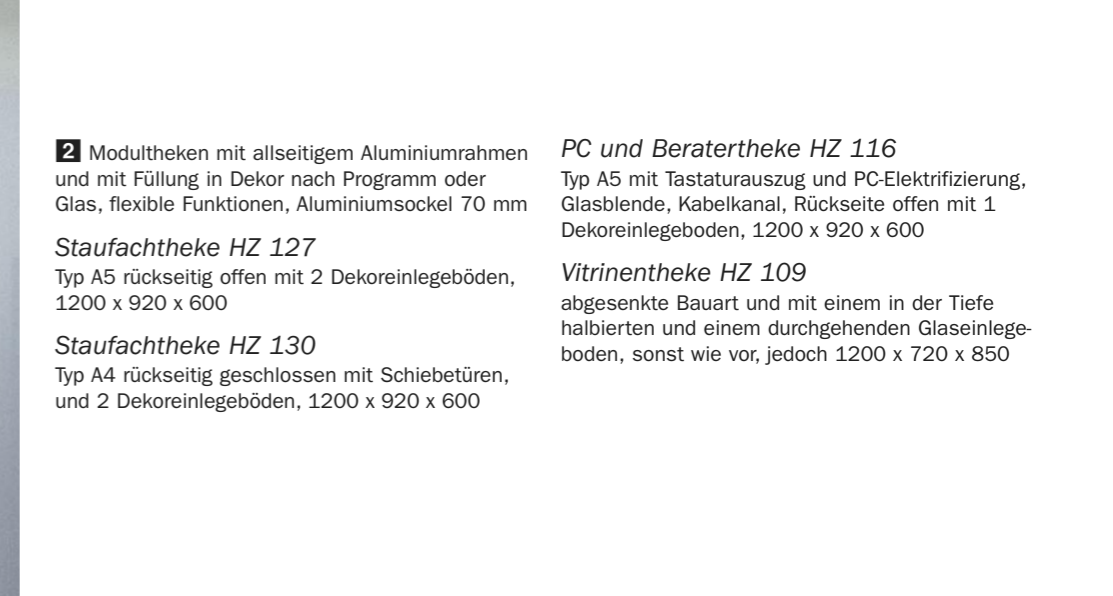 2 Modultheken mit allseitigem Aluminiumrahmen
und mit Füllung in Dekor nach Programm oder
Glas, flexible Funktionen, Aluminiumsockel 70 mm
Staufachtheke HZ 127
Typ A5 rückseitig offen mit 2 Dekoreinlegeböden,
1200 x 920 x 600
Staufachtheke HZ 130
Typ A4 rückseitig geschlossen mit Schiebetüren,
und 2 Dekoreinlegeböden, 1200 x 920 x 600
PC und Beratertheke HZ 116
Typ A5 mit Tastaturauszug und PC-Elektrifizierung,
Glasblende, Kabelkanal, Rückseite offen mit 1
Dekoreinlegeboden, 1200 x 920 x 600
Vitrinentheke HZ 109
abgesenkte Bauart und mit einem in der Tiefe
halbierten und einem durchgehenden Glaseinlege-
boden, sonst wie vor, jedoch 1200 x 720 x 850